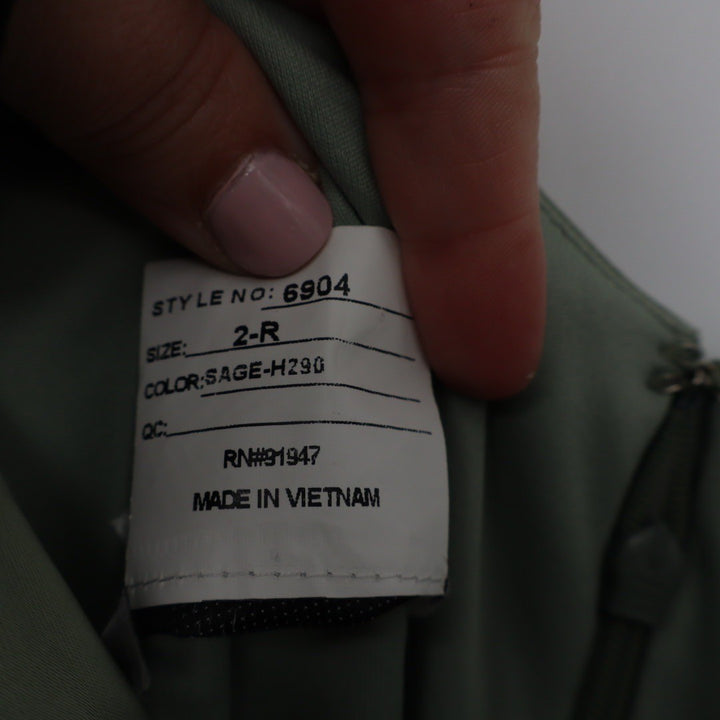 STYLE NO: 6904
SIZE: 2-R
COLOR: SAGE-H290
QC:
RN#91947
MADE IN VIETNAM